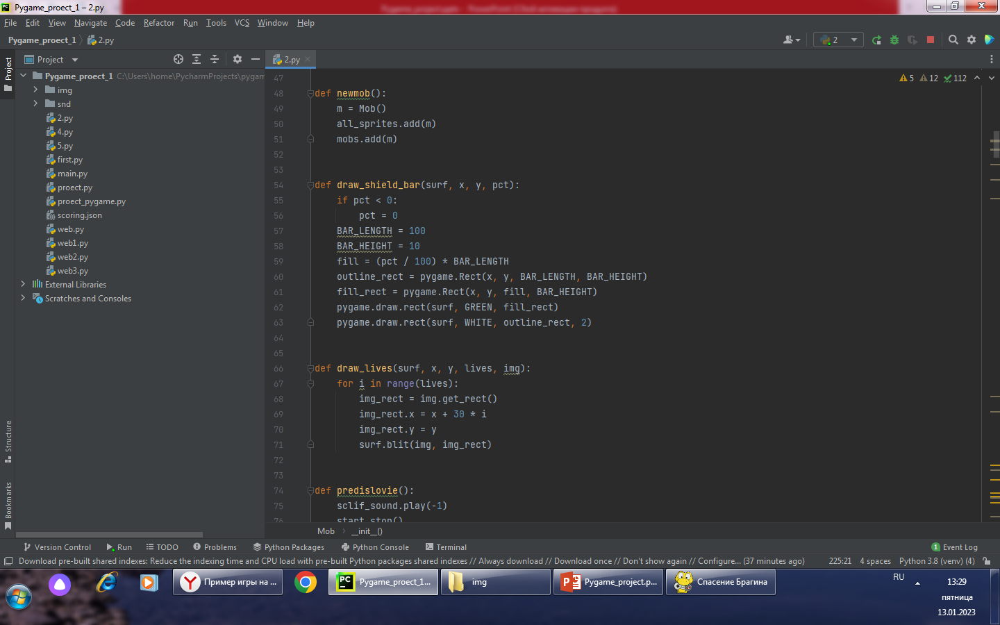 Pygame_proect_1 – 2.py
File Edit View Navigate Code Refactor Run Tools VCS Window Help
Pygame_proect_1 2.py
2
Project
2.py
Project
Pygame_proect_1 C:\Users\home\PycharmProjects\pygam
img
snd
2.py
4.py
5.py
first.py
main.py
proect.py
proect_pygame.py
scoring.json
web.py
web1.py
web2.py
web3.py
External Libraries
Scratches and Consoles
Structure
Bookmarks
5 12 112
47
48 def newmob():
49 m = Mob()
50 all_sprites.add(m)
51 mobs.add(m)
52
53
54 def draw_shield_bar(surf, x, y, pct):
55 if pct < 0:
56 pct = 0
57 BAR_LENGTH = 100
58 BAR_HEIGHT = 10
59 fill = (pct / 100) * BAR_LENGTH
60 outline_rect = pygame.Rect(x, y, BAR_LENGTH, BAR_HEIGHT)
61 fill_rect = pygame.Rect(x, y, fill, BAR_HEIGHT)
62 pygame.draw.rect(surf, GREEN, fill_rect)
63 pygame.draw.rect(surf, WHITE, outline_rect, 2)
64
65
66 def draw_lives(surf, x, y, lives, img):
67 for i in range(lives):
68 img_rect = img.get_rect()
69 img_rect.x = x + 30 * i
70 img_rect.y = y
71 surf.blit(img, img_rect)
72
73
74 def predislovie():
75 sclif_sound.play(-1)
76 start_stop()
Mob __init__()
Version Control Run TODO Problems Python Packages Python Console Terminal Event Log
Download pre-built shared indexes: Reduce the indexing time and CPU load with pre-built Python packages shared indexes // Always download // Download once // Don't show again // Configure... (37 minutes ago) 225:21 4 spaces Python 3.8 (venv) (4)
Пример игры на ... Pygame_proect_1... img Pygame_project.p... Спасение Брагина RU 13:29
пятница
13.01.2023